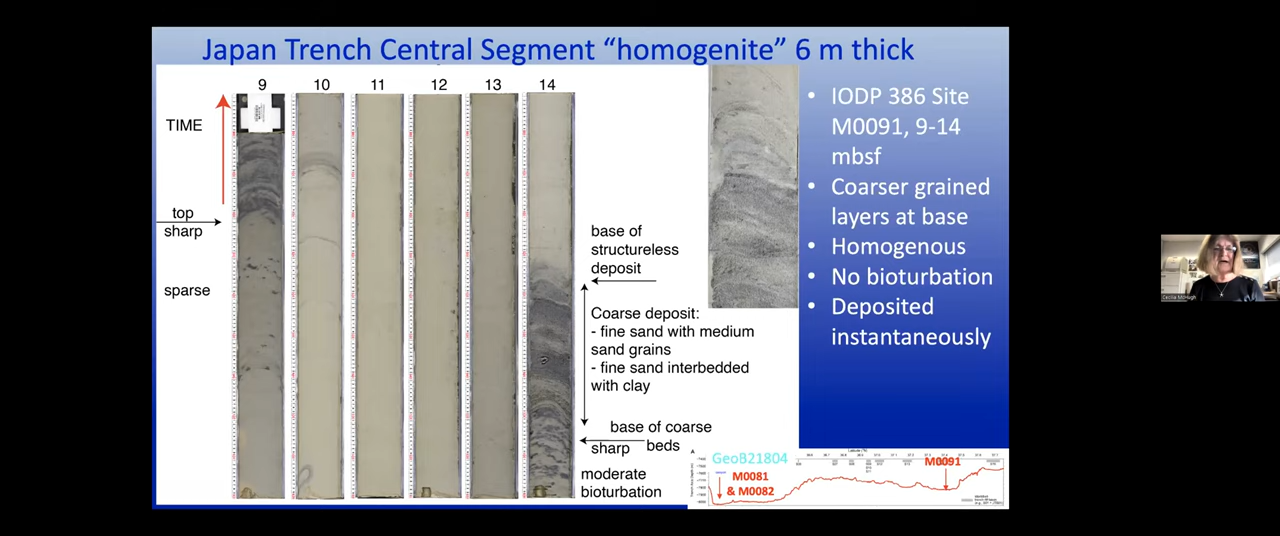 Japan Trench Central Segment “homogenite” 6 m thick
9 10 11 12 13 14
TIME
top
sharp
sparse
base of
structureless
deposit
Coarse deposit:
- fine sand with medium
sand grains
- fine sand interbedded
with clay
base of coarse
sharp beds
moderate
bioturbation
• IODP 386 Site
M0091, 9-14
mbsf
• Coarser grained
layers at base
• Homogenous
• No bioturbation
• Deposited
instantaneously
GeoB21804
M0081
& M0082
M0091
Cecilia McHugh